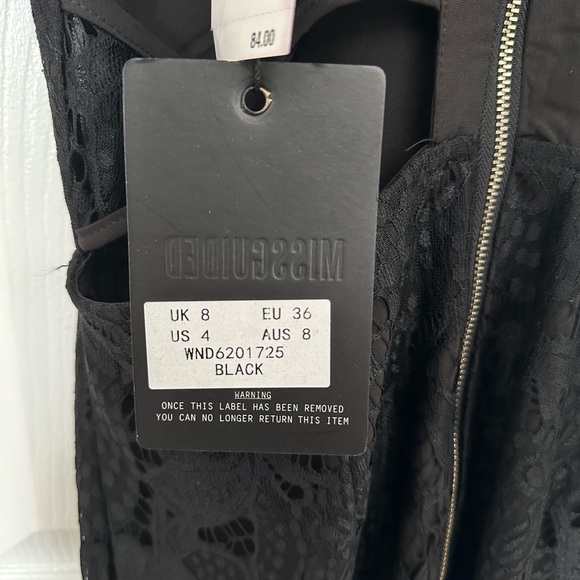 84.00
MISSGUIDED
UK 8 EU 36
US 4 AUS 8
WND6201725
BLACK
WARNING
ONCE THIS LABEL HAS BEEN REMOVED
YOU CAN NO LONGER RETURN THIS ITEM